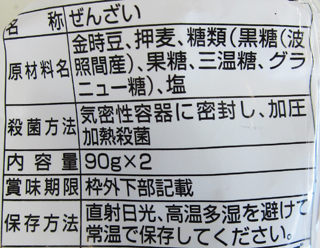 名 称 ぜんざい
原材料名 金時豆、押麦、糖類(黒糖(波
照間産)、果糖、三温糖、グラ
ニュー糖)、塩
殺菌方法 気密性容器に密封し、加圧
加熱殺菌
内 容 量 90g×2
賞味期限 枠外下部記載
保存方法 直射日光、高温多湿を避けて
常温で保存してください。